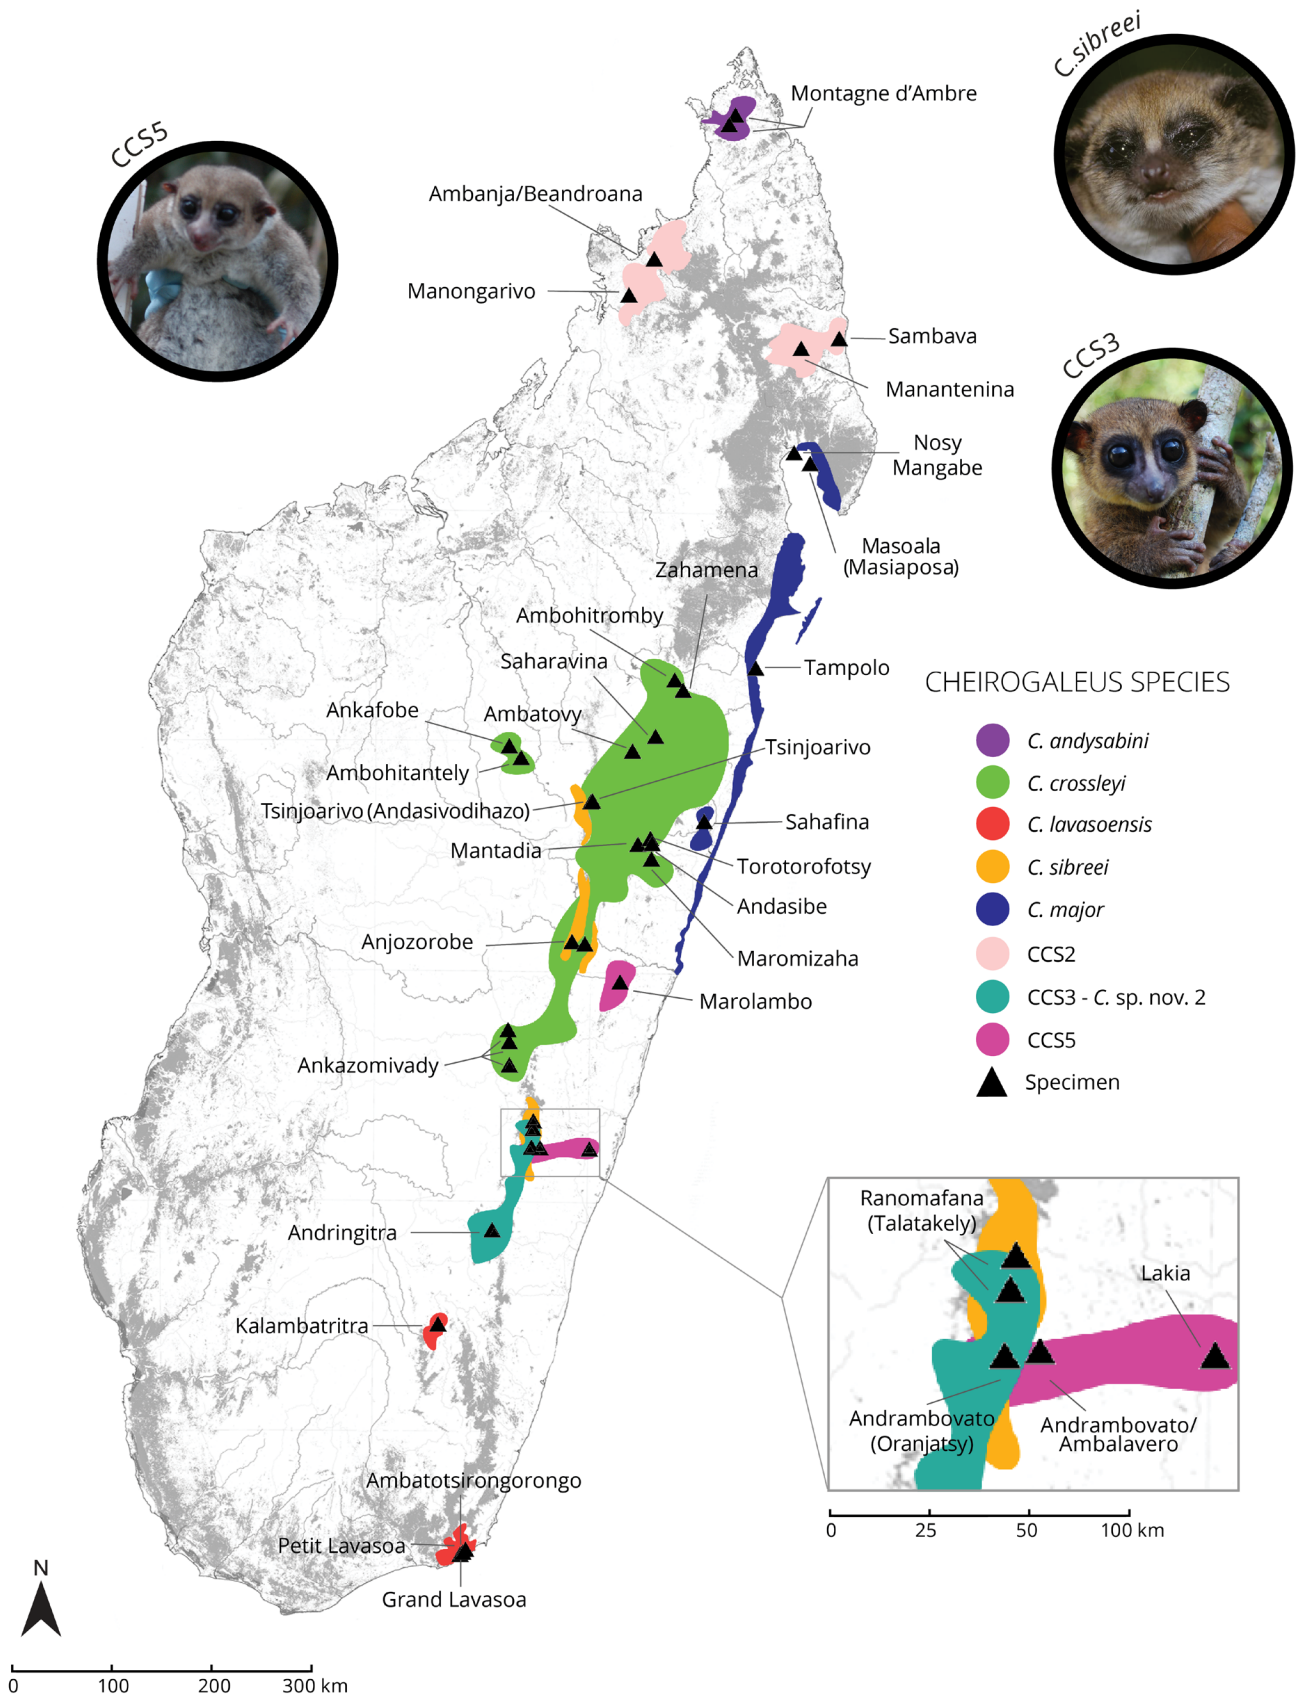 C.sibreei
Montagne d’Ambre
CCS5
Ambanja/Beandroana
Manongarivo
Sambava
CCS3
Manantenina
Nosy
Mangabe
Masoala
(Masiaposa)
Zahamena
Ambohitromby
Saharavina
Tampolo
Ankafobe
Ambatovy
Tsinjoarivo
Ambohitantely
Tsinjoarivo (Andasivodihazo)
Sahafina
Mantadia
Torotorofotsy
Andasibe
Anjozorobe
Maromizaha
Marolambo
Ankazomivady
Andringitra
Kalambatritra
Ambatotsirongorongo
Petit Lavasoa
Grand Lavasoa
CHEIROGALEUS SPECIES
C. andysabini
C. crossleyi
C. lavasoensis
C. sibreei
C. major
CCS2
CCS3 - C. sp. nov. 2
CCS5
Specimen
Ranomafana
(Talatakely)
Lakia
Andrambovato
(Oranjatsy)
Andrambovato/
Ambalavero
0 25 50 100 km
N
0 100 200 300 km